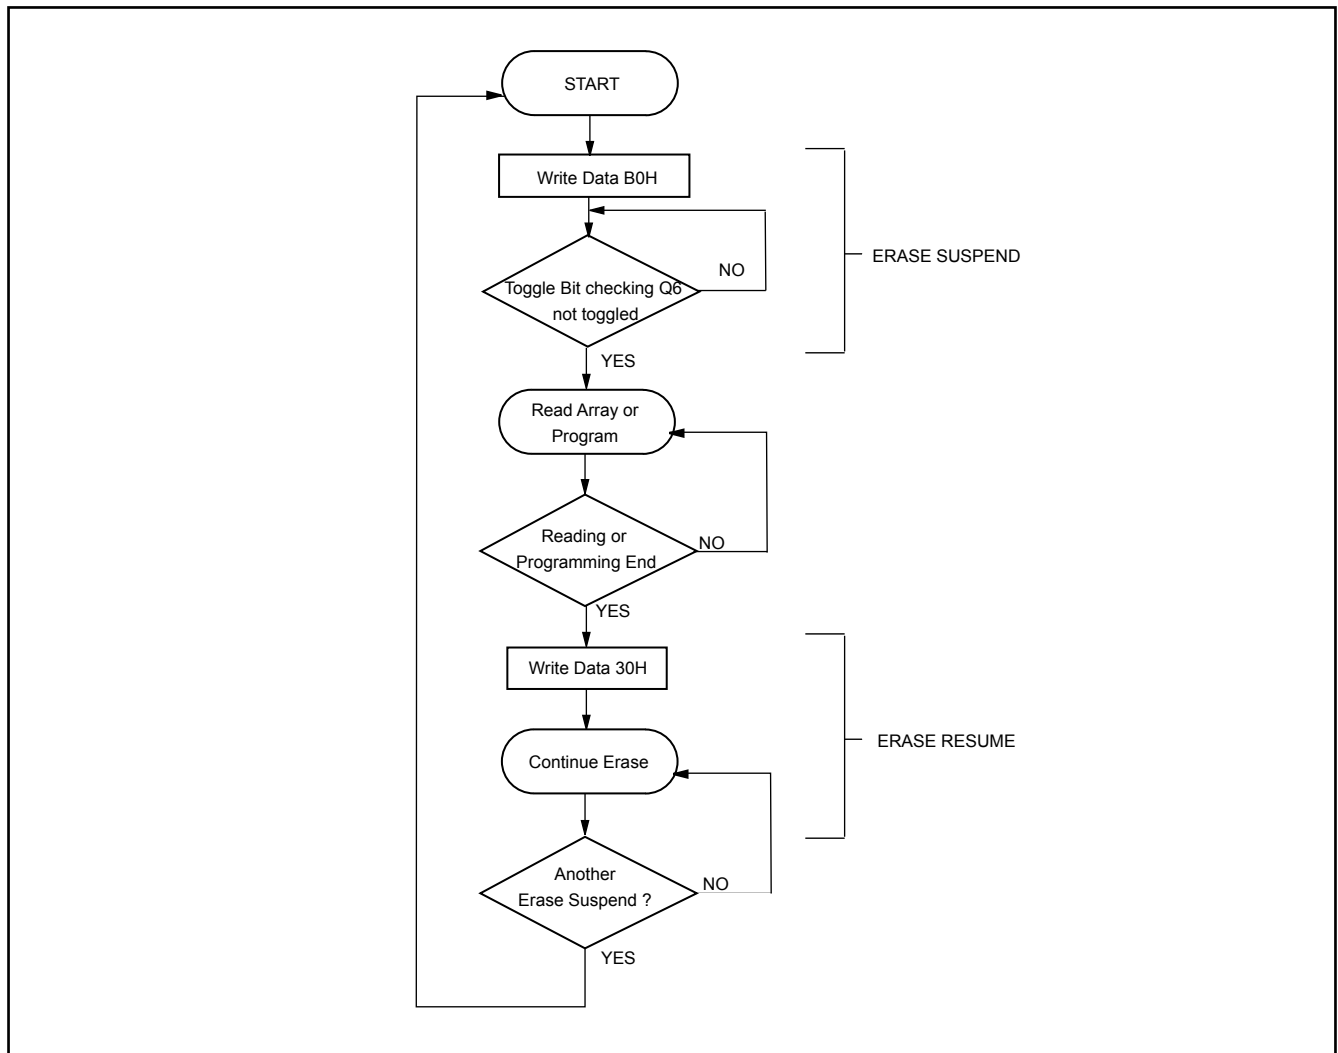 START
Write Data B0H
ERASE SUSPEND
NO
Toggle Bit checking Q6
not toggled
YES
Read Array or
Program
Reading or
Programming End
NO
YES
Write Data 30H
ERASE RESUME
Continue Erase
Another
Erase Suspend ?
NO
YES